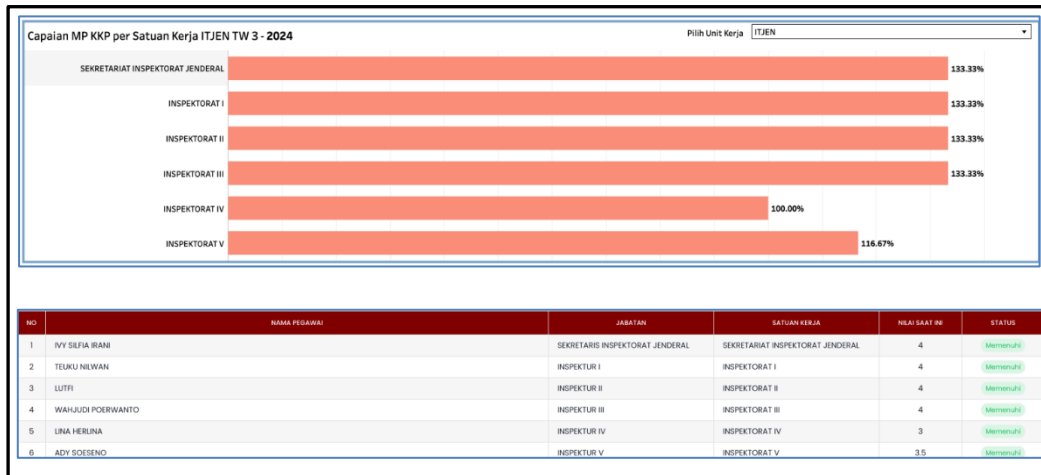 Capaian MP KKP per Satuan Kerja ITJEN TW 3 - 2024
Pilih Unit Kerja ITJEN
SEKRETARIAT INSPEKTORAT JENDERAL 133.33%
INSPEKTORAT I 133.33%
INSPEKTORAT II 133.33%
INSPEKTORAT III 133.33%
INSPEKTORAT IV 100.00%
INSPEKTORAT V 116.67%
NO NAMA PEGAWAI JABATAN SATUAN KERJA NILAI SAAT INI STATUS
1 IVY SILFIA IRANI SEKRETARIS INSPEKTORAT JENDERAL SEKRETARIAT INSPEKTORAT JENDERAL 4 Memenuhi
2 TEUKU NILWAN INSPEKTUR I INSPEKTORAT I 4 Memenuhi
3 LUTFI INSPEKTUR II INSPEKTORAT II 4 Memenuhi
4 WAHJUDI POERWANTO INSPEKTUR III INSPEKTORAT III 4 Memenuhi
5 LINA HERLINA INSPEKTUR IV INSPEKTORAT IV 3 Memenuhi
6 ADY SOESENO INSPEKTUR V INSPEKTORAT V 3.5 Memenuhi